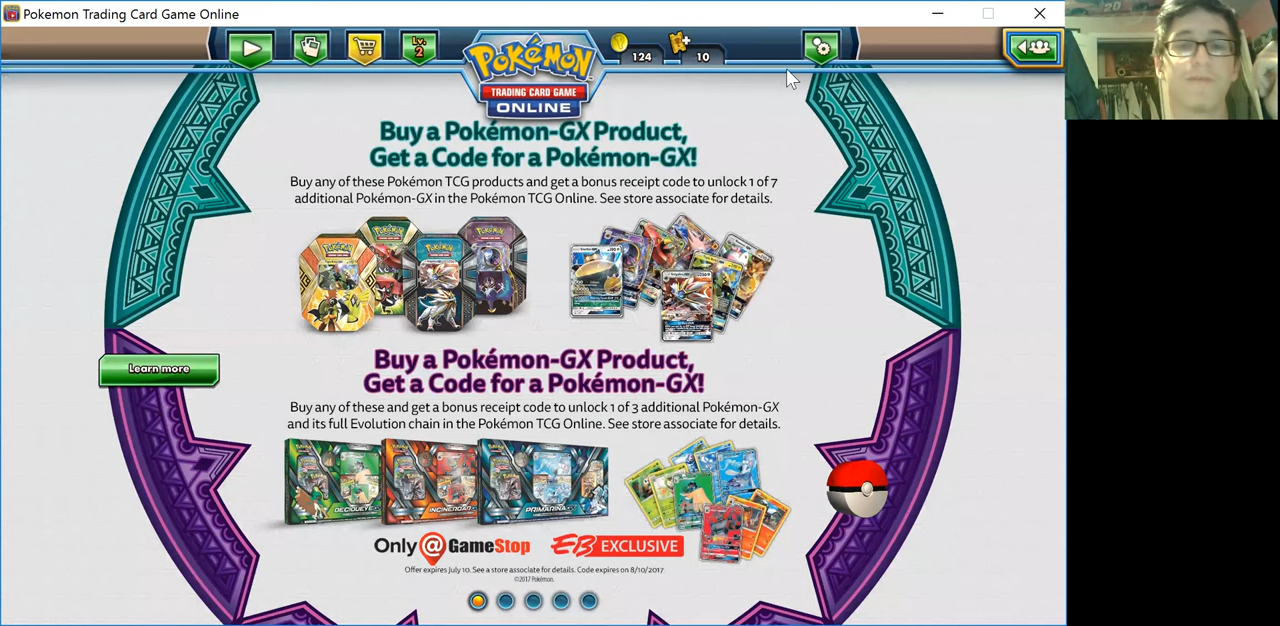 Pokemon Trading Card Game Online
Lv.
2
124
10
Pokémon
TRADING CARD GAME
ONLINE
Buy a Pokémon-GX Product,
Get a Code for a Pokémon-GX!
Buy any of these Pokémon TCG products and get a bonus receipt code to unlock 1 of 7
additional Pokémon-GX in the Pokémon TCG Online. See store associate for details.
Learn more
Buy a Pokémon-GX Product,
Get a Code for a Pokémon-GX!
Buy any of these and get a bonus receipt code to unlock 1 of 3 additional Pokémon-GX
and its full Evolution chain in the Pokémon TCG Online. See store associate for details.
DECIDUEYE
INCINEROAR
PRIMARINA
Only @ GameStop EB EXCLUSIVE
Offer expires July 10. See a store associate for details. Code expires on 8/10/2017
©2017 Pokémon.